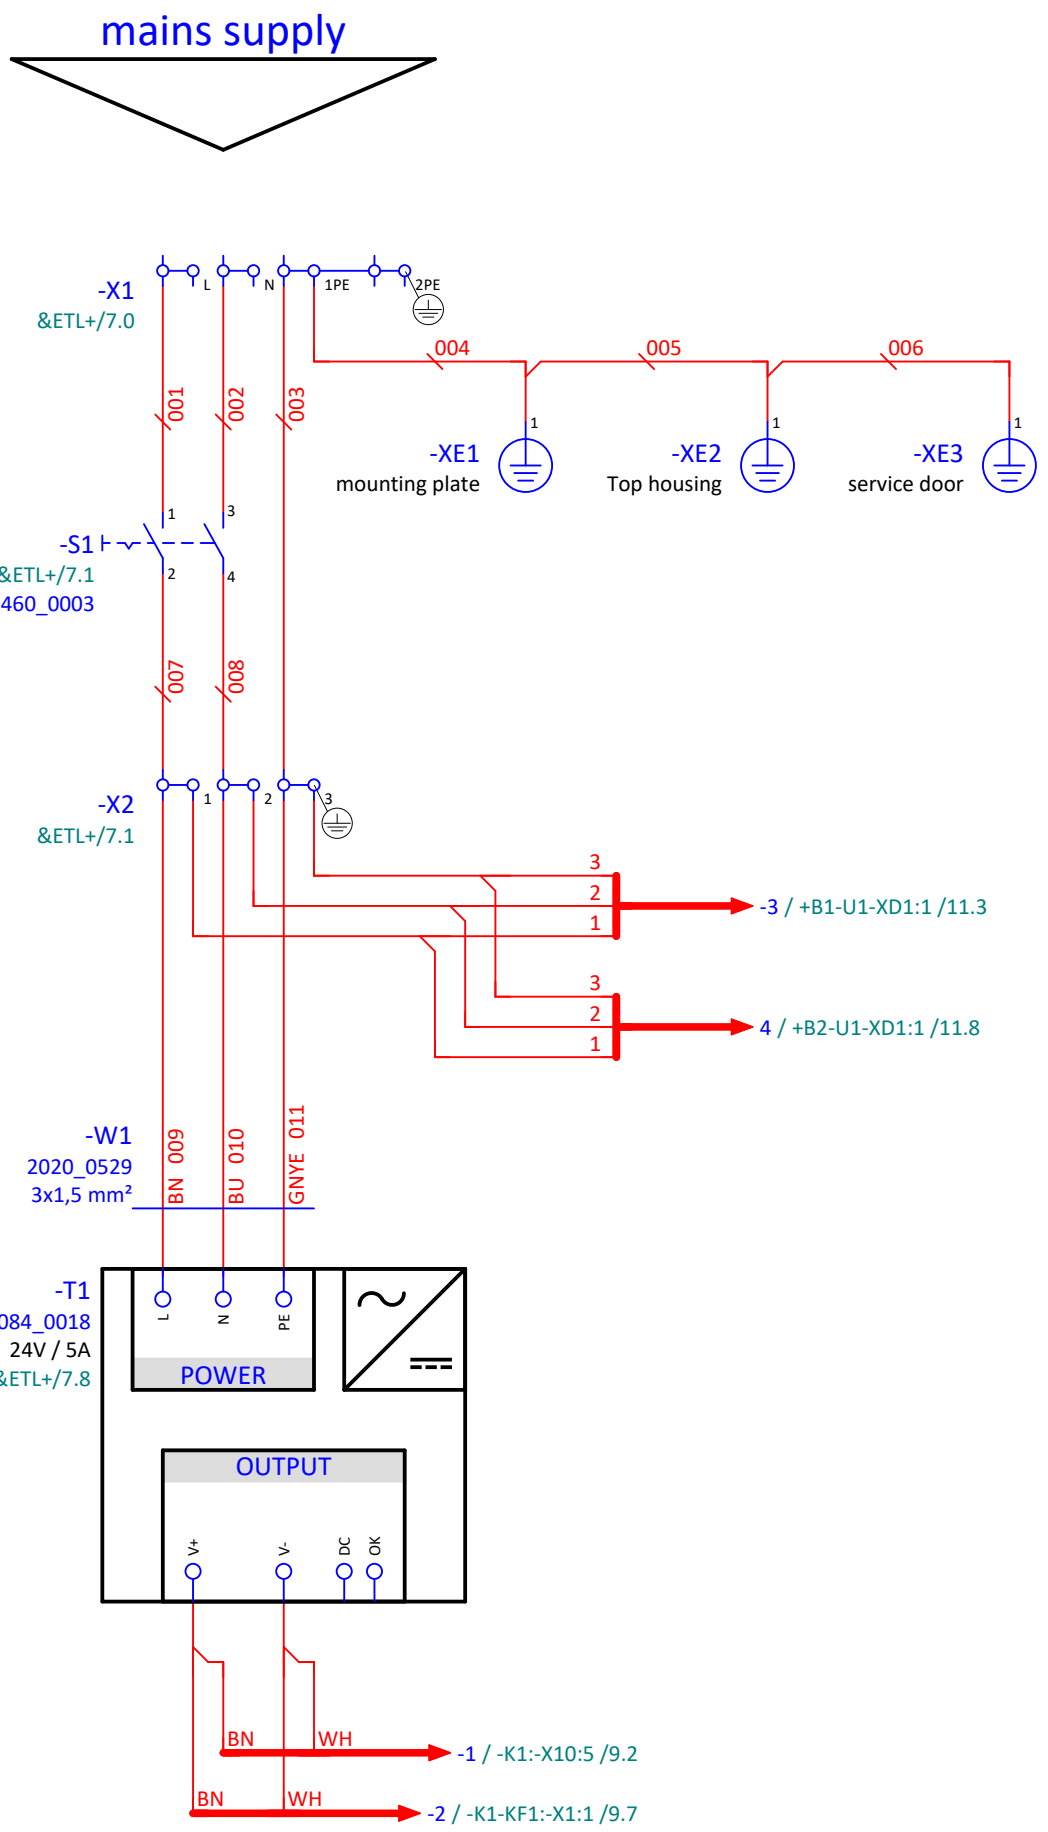 mains supply
-X1
&ETL+/7.0
L
N
1PE
2PE
004
005
006
001
002
003
1
1
1
-XE1
mounting plate
-XE2
Top housing
-XE3
service door
1
3
-S1
&ETL+/7.1
460_0003
2
4
007
008
-X2
&ETL+/7.1
1
2
3
3
2
1
-3 / +B1-U1-XD1:1 /11.3
3
2
1
4 / +B2-U1-XD1:1 /11.8
-W1
2020_0529
3x1,5 mm²
BN 009
BU 010
GNYE 011
-T1
084_0018
24V / 5A
&ETL+/7.8
L
N
PE
POWER
OUTPUT
V+
V-
DC
OK
BN
WH
-1 / -K1:-X10:5 /9.2
BN
WH
-2 / -K1-KF1:-X1:1 /9.7